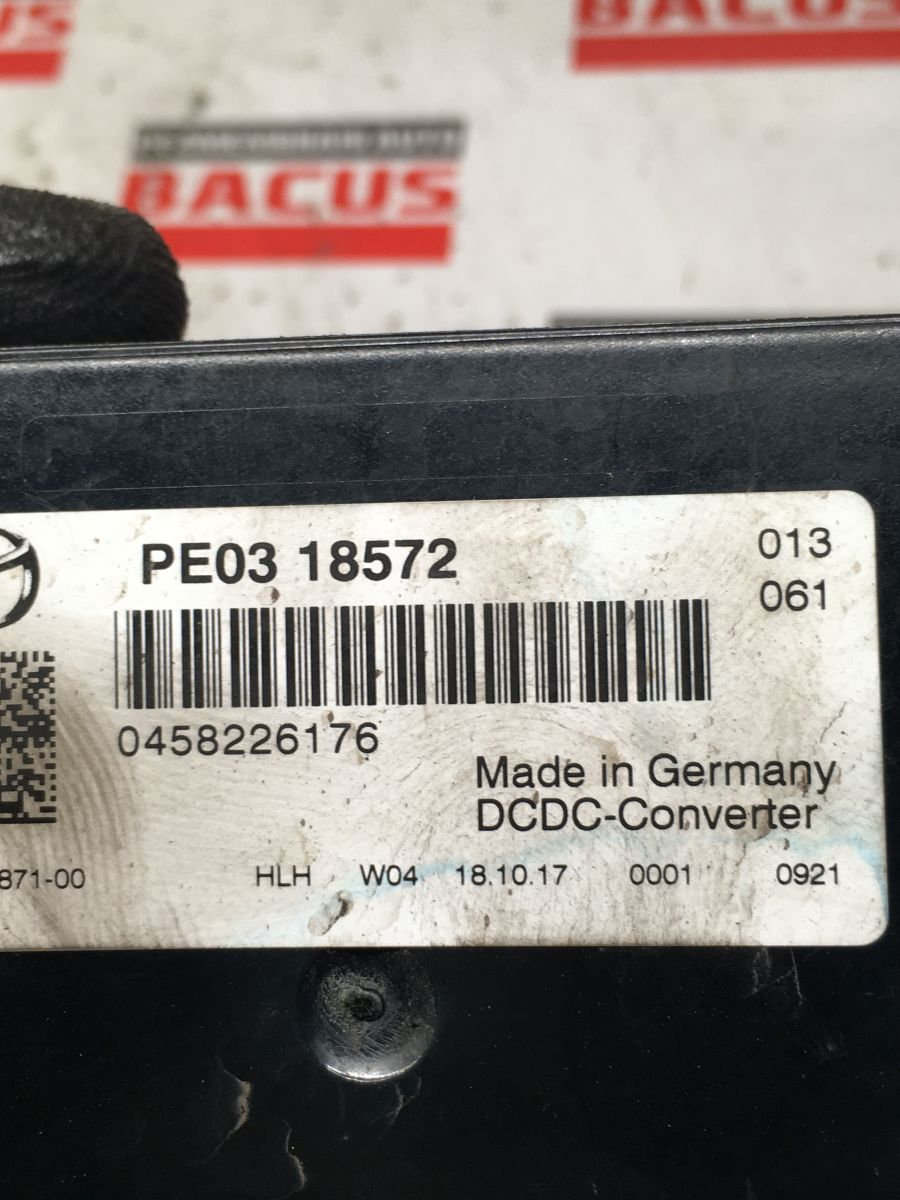 BACUS
BACUS
PE03 18572
013
061
0458226176
Made in Germany
DCDC-Converter
871-00 HLH W04 18.10.17 0001 0921